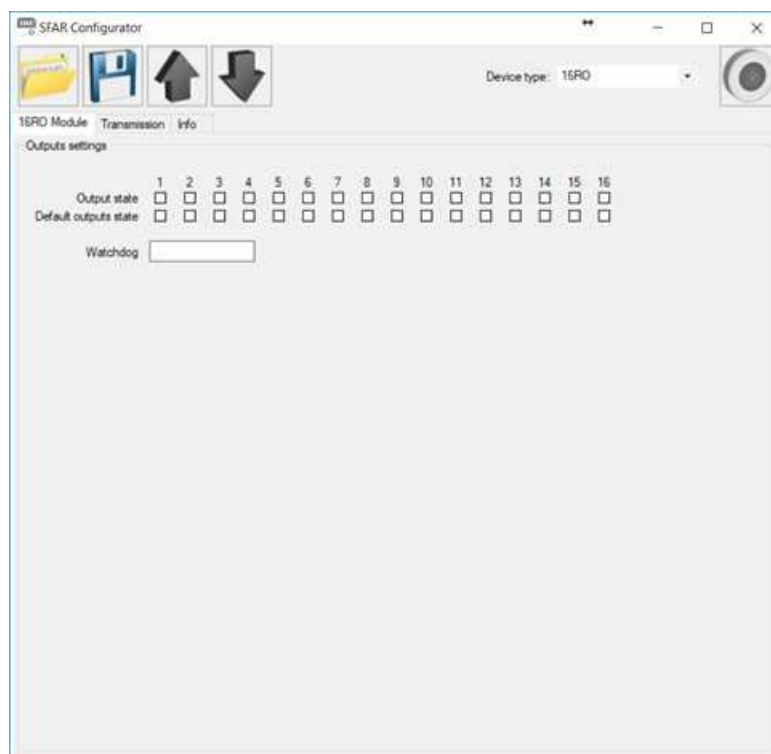 SFAR Configurator
Device type: 16RO
16RO Module Transmission Info
Outputs settings
1 2 3 4 5 6 7 8 9 10 11 12 13 14 15 16
Output state
Default outputs state
Watchdog